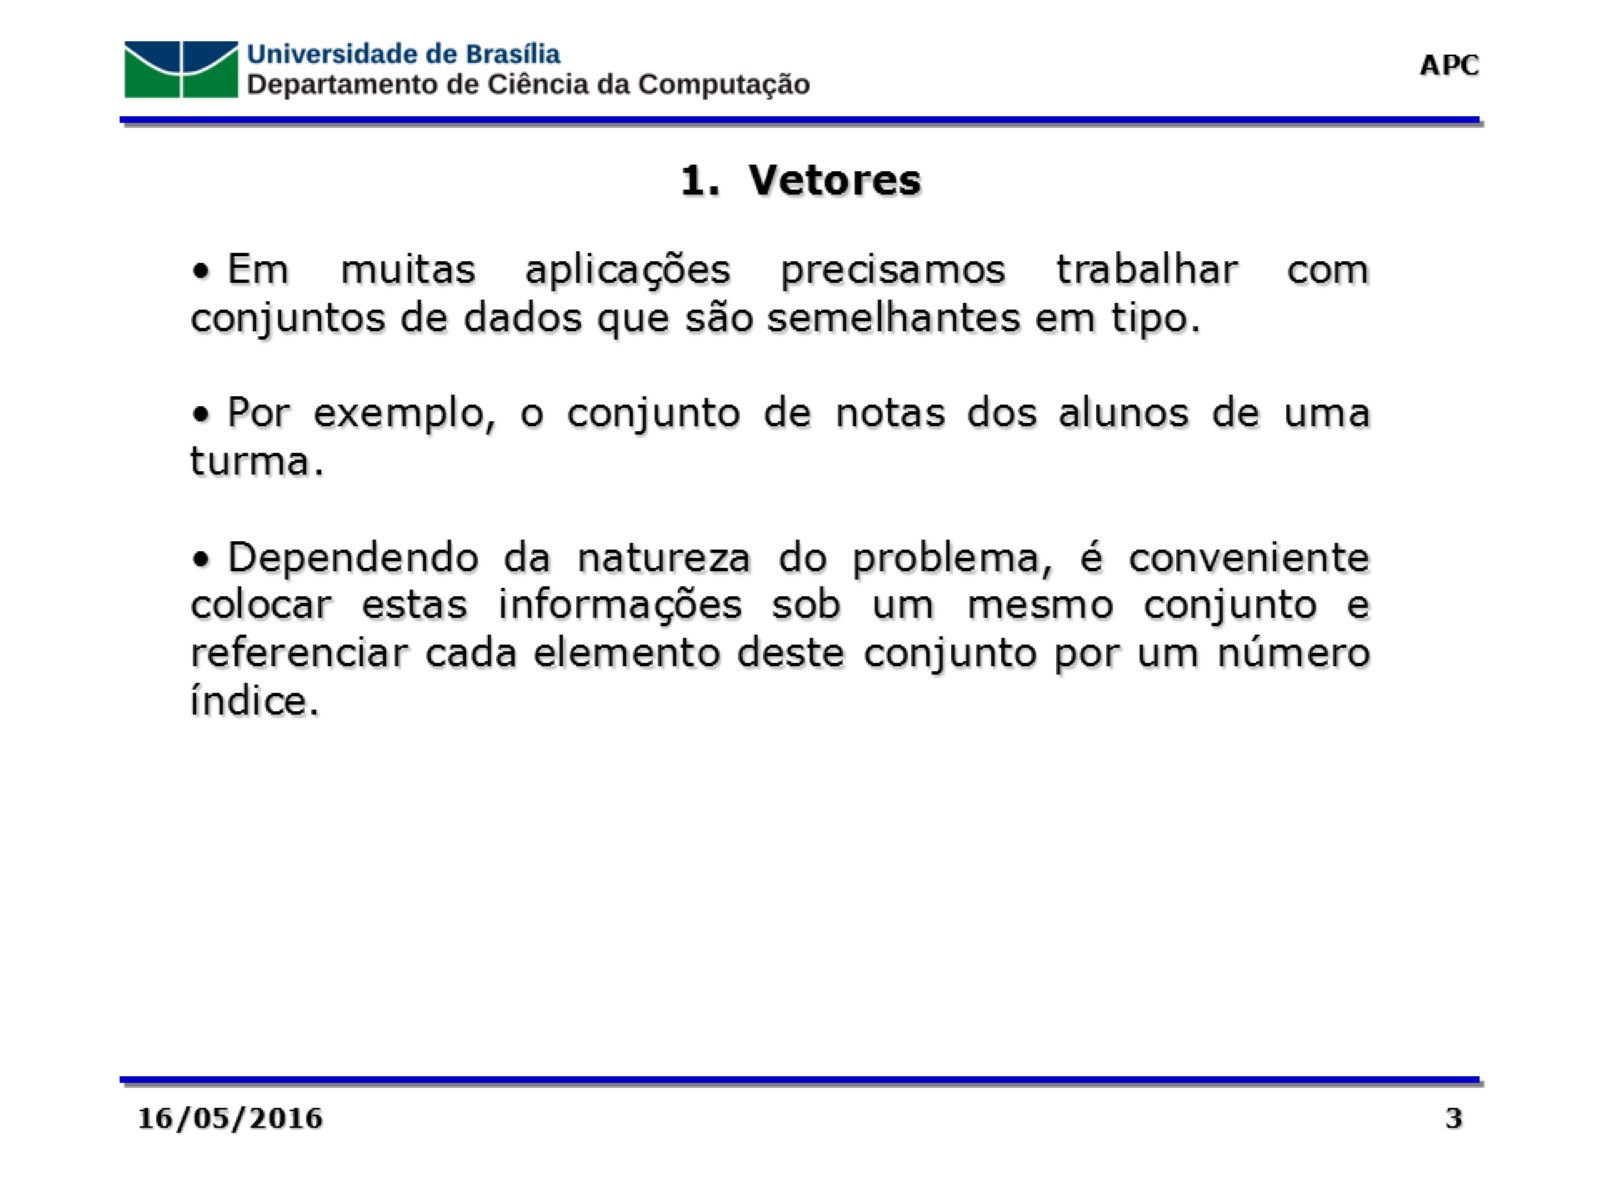 Universidade de Brasília
Departamento de Ciência da Computação
APC
1. Vetores
• Em muitas aplicações precisamos trabalhar com
conjuntos de dados que são semelhantes em tipo.
• Por exemplo, o conjunto de notas dos alunos de uma
turma.
• Dependendo da natureza do problema, é conveniente
colocar estas informações sob um mesmo conjunto e
referenciar cada elemento deste conjunto por um número
índice.
16/05/2016
3